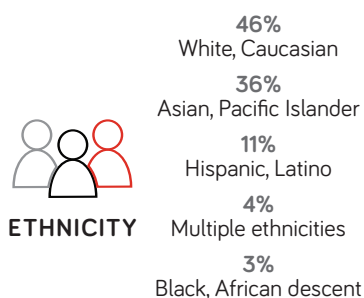 46%
White, Caucasian
36%
Asian, Pacific Islander
11%
Hispanic, Latino
4%
Multiple ethnicities
3%
Black, African descent
ETHNICITY